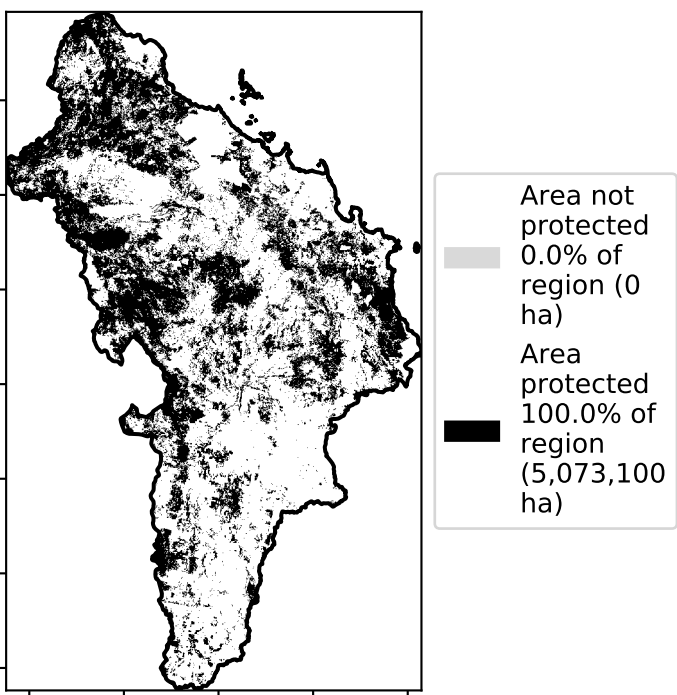 Area not
protected
0.0% of
region (0
ha)
Area
protected
100.0% of
region
(5,073,100
ha)